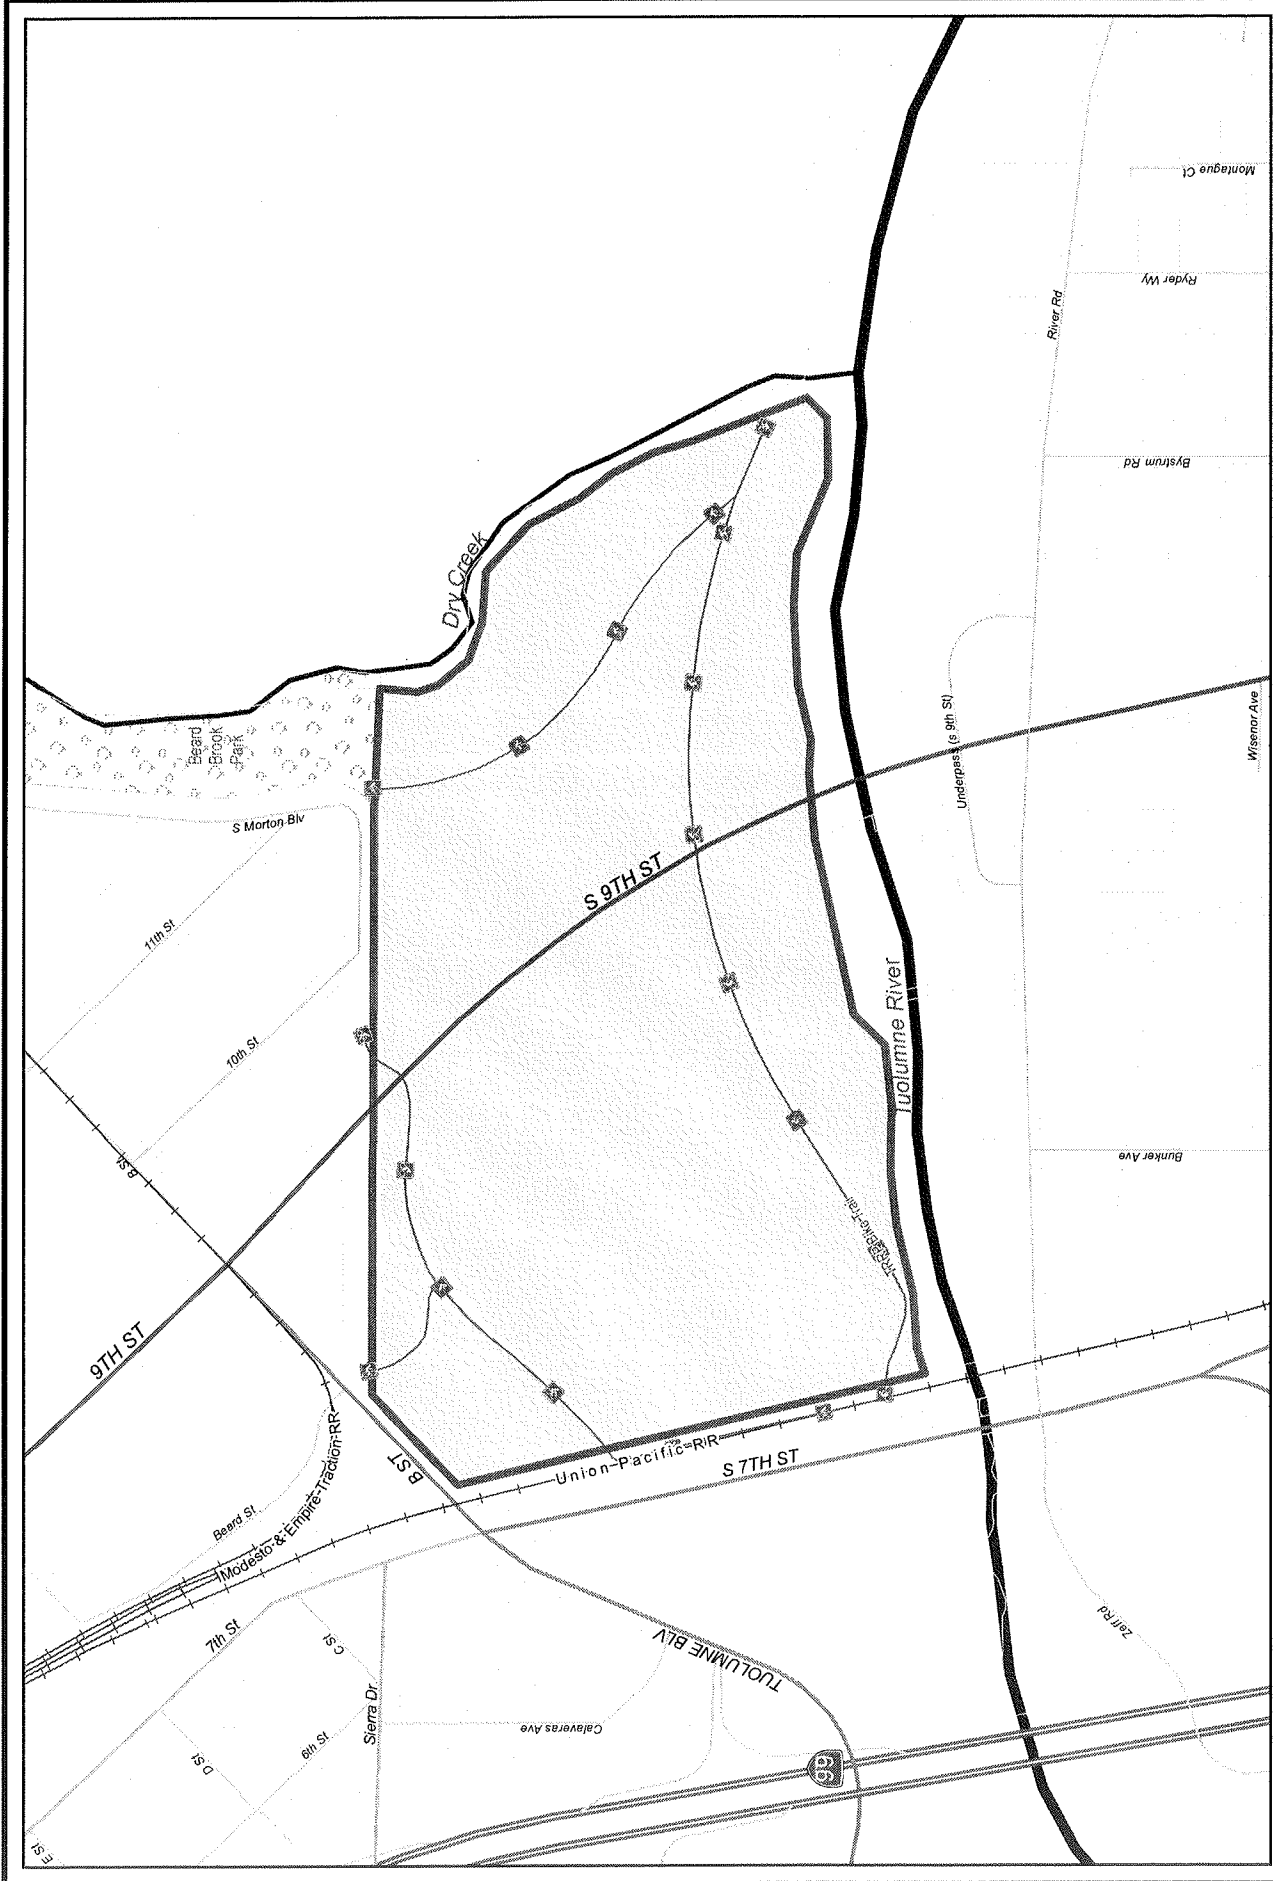 Montague Ct
Ryder Wy
River Rd
Bystrum Rd
Dry Creek
Beard
Brook
Park
S Morton Blv
Underpass (s 9th St)
Wisenor Ave
S 9TH ST
11th St
10th St
Tuolumne River
B St
Bunker Ave
Bike-Trail
9TH ST
B ST
Union-Pacific-RR
S 7TH ST
Beard St
Modesto-&-Empire-Traction-RR
7th St
C St
Zeff Rd
TUOLUMNE BLV
Sierra Dr
Calaveras Ave
6th St
D St
99
E St